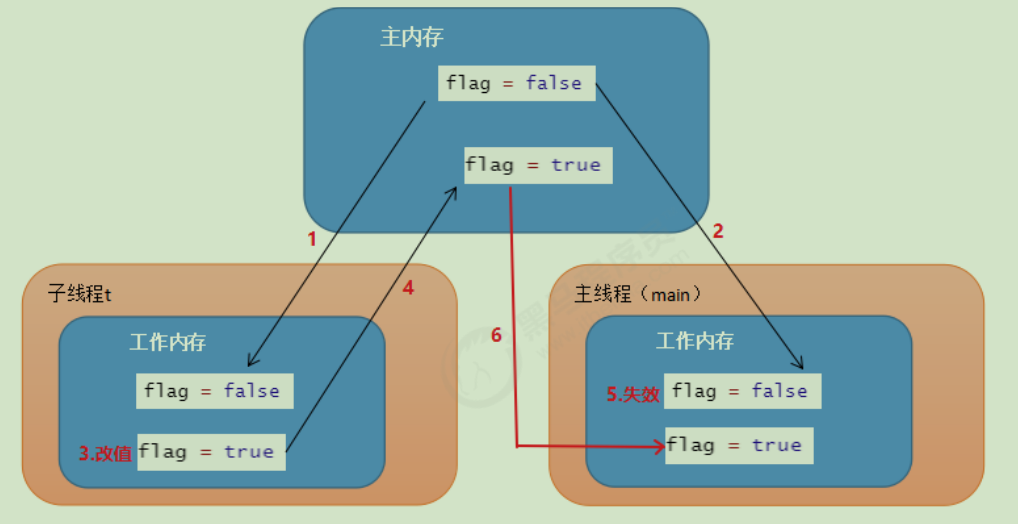 主内存
flag = false
flag = true
1
2
子线程t
4
主线程（main）
6
工作内存
工作内存
flag = false
5.失效
flag = false
3.改值
flag = true
flag = true